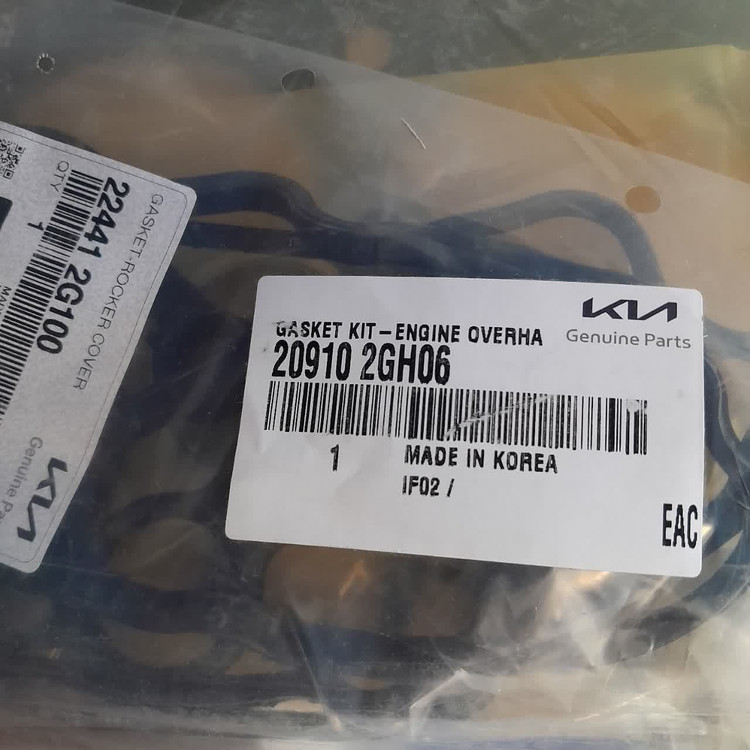 GASKET-ROCKER COVER
22441 2G100
QTY
1
KIA
KIA
Genuine Parts
GASKET KIT-ENGINE OVERHA
20910 2GH06
1
MADE IN KOREA
IF02 /
EAC